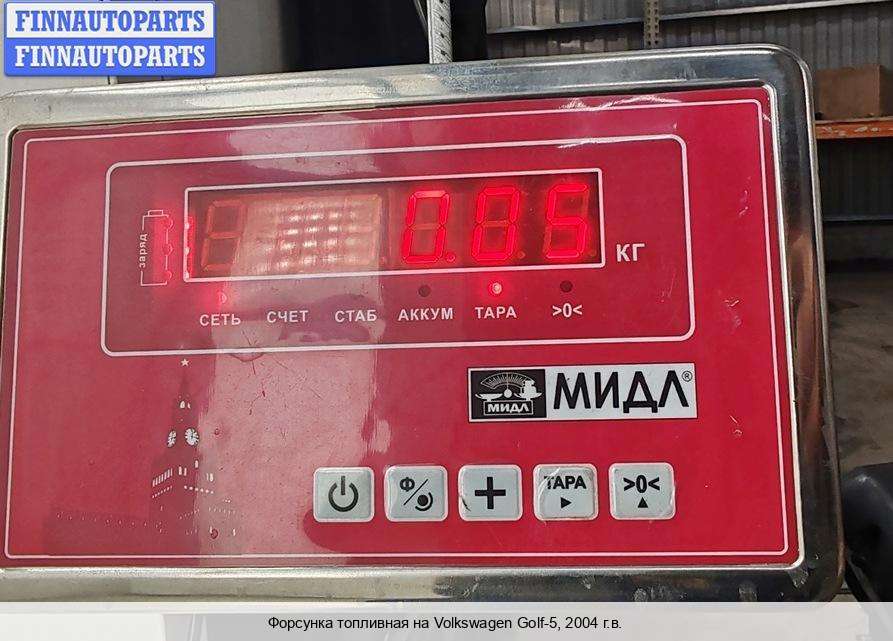 FINNAUTOPARTS
FINNAUTOPARTS
заряд
0.05
КГ
СЕТЬ СЧЕТ СТАБ АККУМ ТАРА >0<
МИДЛ
МИДЛ®
Ф
+
ТАРА
>0<
Форсунка топливная на Volkswagen Golf-5, 2004 г.в.